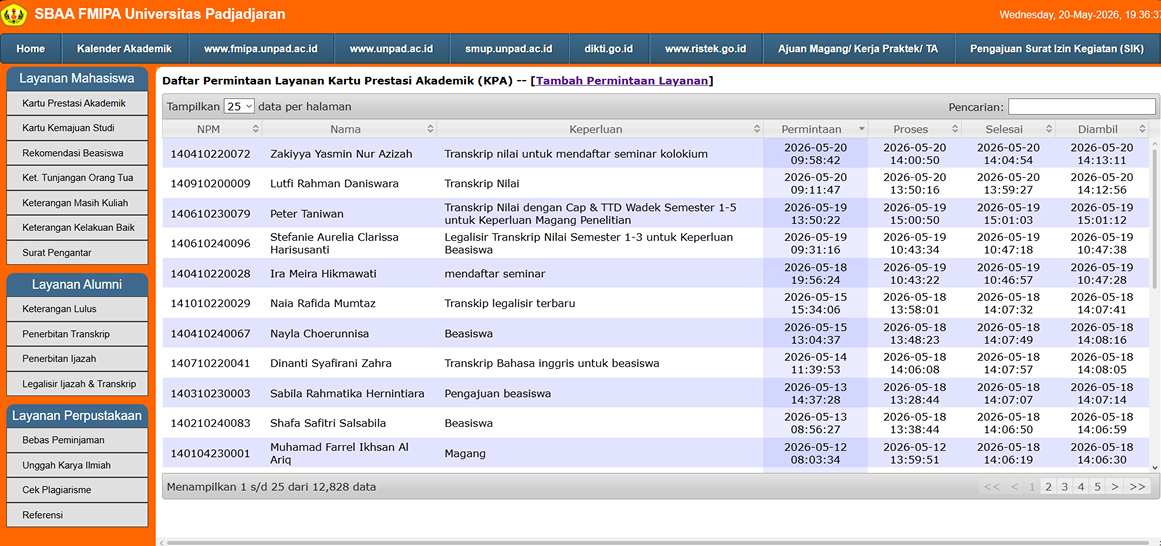 SBAA FMIPA Universitas Padjadjaran
Wednesday, 20-May-2026, 19:36:37
Home Kalender Akademik www.fmipa.unpad.ac.id www.unpad.ac.id smup.unpad.ac.id dikti.go.id www.ristek.go.id Ajuan Magang/ Kerja Praktek/ TA Pengajuan Surat Izin Kegiatan (SIK)
Layanan Mahasiswa
Kartu Prestasi Akademik
Kartu Kemajuan Studi
Rekomendasi Beasiswa
Ket. Tunjangan Orang Tua
Keterangan Masih Kuliah
Keterangan Kelakuan Baik
Surat Pengantar
Layanan Alumni
Keterangan Lulus
Penerbitan Transkrip
Penerbitan Ijazah
Legalisir Ijazah & Transkrip
Layanan Perpustakaan
Bebas Peminjaman
Unggah Karya Ilmiah
Cek Plagiarisme
Referensi
Daftar Permintaan Layanan Kartu Prestasi Akademik (KPA) -- [Tambah Permintaan Layanan]
Tampilkan 25 data per halaman
Pencarian:
NPM Nama Keperluan Permintaan Proses Selesai Diambil
140410220072 Zakiyya Yasmin Nur Azizah Transkrip nilai untuk mendaftar seminar kolokium 2026-05-20 09:58:42 2026-05-20 14:00:50 2026-05-20 14:04:54 2026-05-20 14:13:11
140910200009 Lutfi Rahman Daniswara Transkrip Nilai 2026-05-20 09:11:47 2026-05-20 13:50:16 2026-05-20 13:59:27 2026-05-20 14:12:56
140610230079 Peter Taniwan Transkrip Nilai dengan Cap & TTD Wadek Semester 1-5 untuk Keperluan Magang Penelitian 2026-05-19 13:50:22 2026-05-19 15:00:50 2026-05-19 15:01:03 2026-05-19 15:01:12
140610240096 Stefanie Aurelia Clarissa Harisusanti Legalisir Transkrip Nilai Semester 1-3 untuk Keperluan Beasiswa 2026-05-19 09:31:16 2026-05-19 10:43:34 2026-05-19 10:47:18 2026-05-19 10:47:38
140410220028 Ira Meira Hikmawati mendaftar seminar 2026-05-18 19:56:24 2026-05-19 10:43:22 2026-05-19 10:46:57 2026-05-19 10:47:28
141010220029 Naia Rafida Mumtaz Transkip legalisir terbaru 2026-05-15 15:34:06 2026-05-18 13:58:01 2026-05-18 14:07:32 2026-05-18 14:07:41
140410240067 Nayla Choerunnisa Beasiswa 2026-05-15 13:04:37 2026-05-18 13:48:23 2026-05-18 14:07:49 2026-05-18 14:08:16
140710220041 Dinanti Syafirani Zahra Transkrip Bahasa inggris untuk beasiswa 2026-05-14 11:39:53 2026-05-18 14:06:08 2026-05-18 14:07:57 2026-05-18 14:08:05
140310230003 Sabila Rahmatika Hernintiara Pengajuan beasiswa 2026-05-13 14:37:28 2026-05-18 13:28:44 2026-05-18 14:07:07 2026-05-18 14:07:14
140210240083 Shafa Safitri Salsabila Beasiswa 2026-05-13 08:56:27 2026-05-18 13:38:44 2026-05-18 14:06:50 2026-05-18 14:06:59
140104230001 Muhamad Farrel Ikhsan Al Ariq Magang 2026-05-12 08:03:34 2026-05-12 13:59:51 2026-05-18 14:06:19 2026-05-18 14:06:30
Menampilkan 1 s/d 25 dari 12,828 data
<< < 1 2 3 4 5 > >>